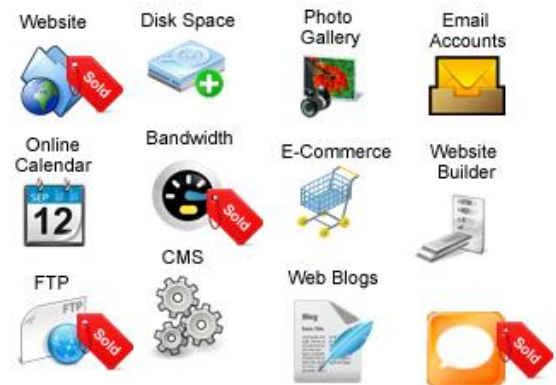 Website
Disk Space
Photo
Gallery
Email
Accounts
Sold
Online
Calendar
Bandwidth
E-Commerce
Website
Builder
SEP
12
Sold
FTP
CMS
Web Blogs
FTP
Sold
Blog
Sold